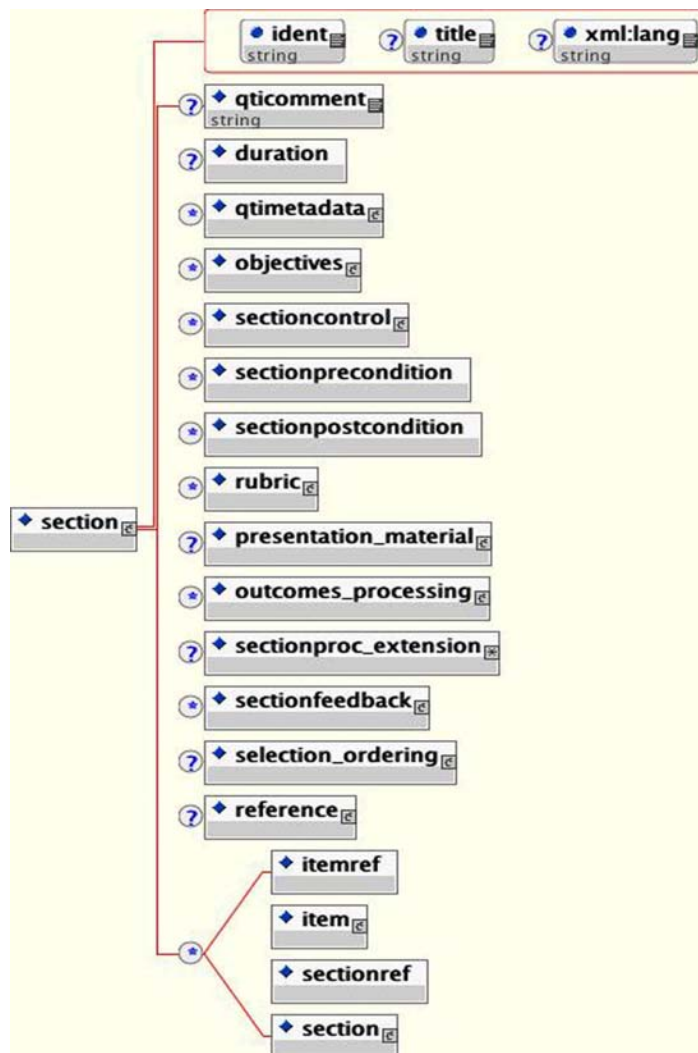 ident
string
? title
string
? xml:lang
string
? qticomment
string
? duration
* qtimetadata
* objectives
* sectioncontrol
* sectionprecondition
* sectionpostcondition
* rubric
section
? presentation_material
* outcomes_processing
? sectionproc_extension
* sectionfeedback
? selection_ordering
? reference
itemref
item
*
sectionref
section